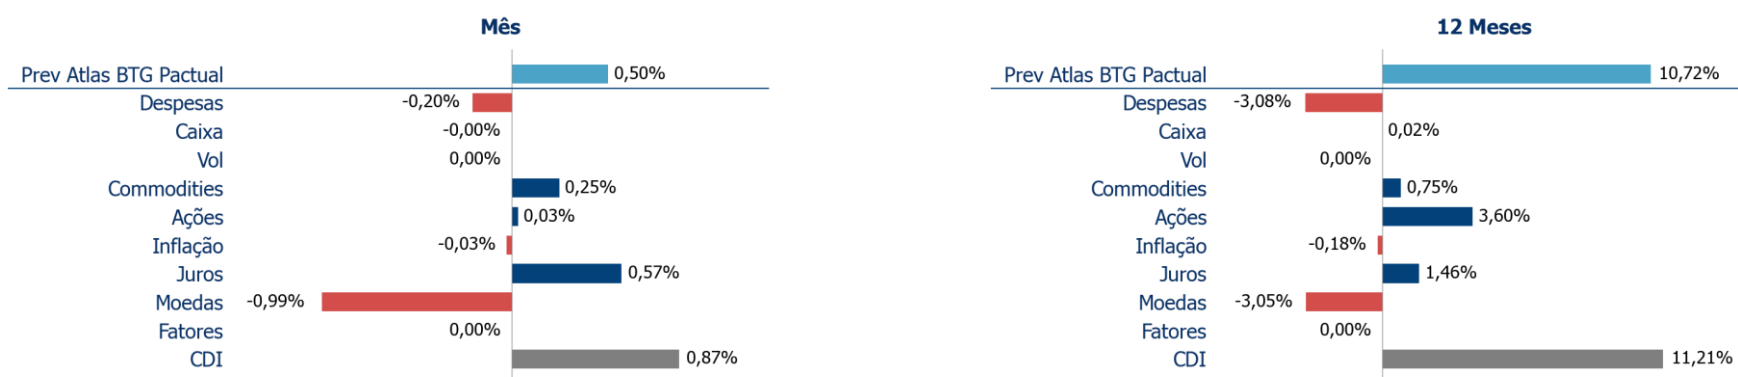 Mês
Prev Atlas BTG Pactual 0,50%
Despesas -0,20%
Caixa -0,00%
Vol 0,00%
Commodities 0,25%
Ações 0,03%
Inflação -0,03%
Juros 0,57%
Moedas -0,99%
Fatores 0,00%
CDI 0,87%
12 Meses
Prev Atlas BTG Pactual 10,72%
Despesas -3,08%
Caixa 0,02%
Vol 0,00%
Commodities 0,75%
Ações 3,60%
Inflação -0,18%
Juros 1,46%
Moedas -3,05%
Fatores 0,00%
CDI 11,21%